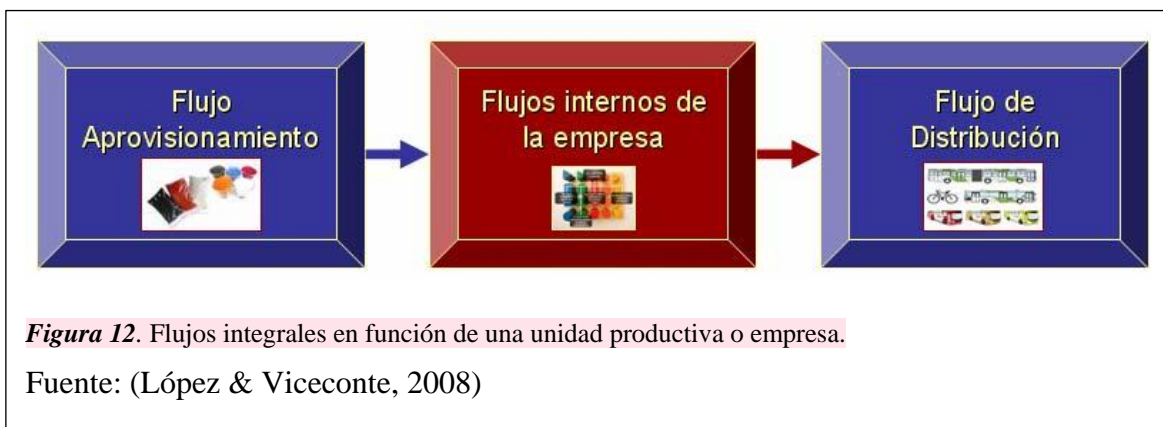 Flujo
Aprovisionamiento
Flujos internos de
la empresa
Flujo de
Distribución
Figura 12. Flujos integrales en función de una unidad productiva o empresa.
Fuente: (López & Viceconte, 2008)